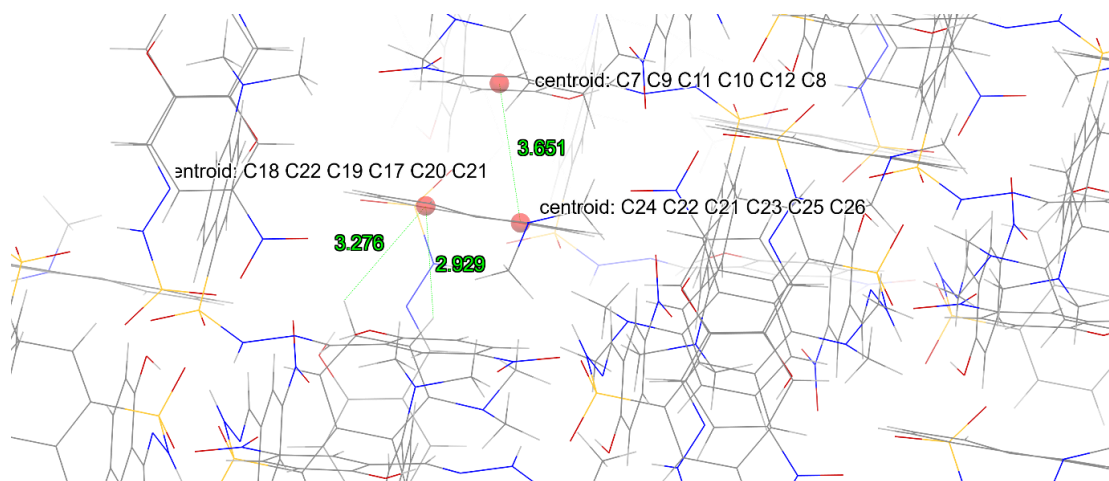 centroid: C7 C9 C11 C10 C12 C8
3.651
entroid: C18 C22 C19 C17 C20 C21
centroid: C24 C22 C21 C23 C25 C26
3.276
2.929